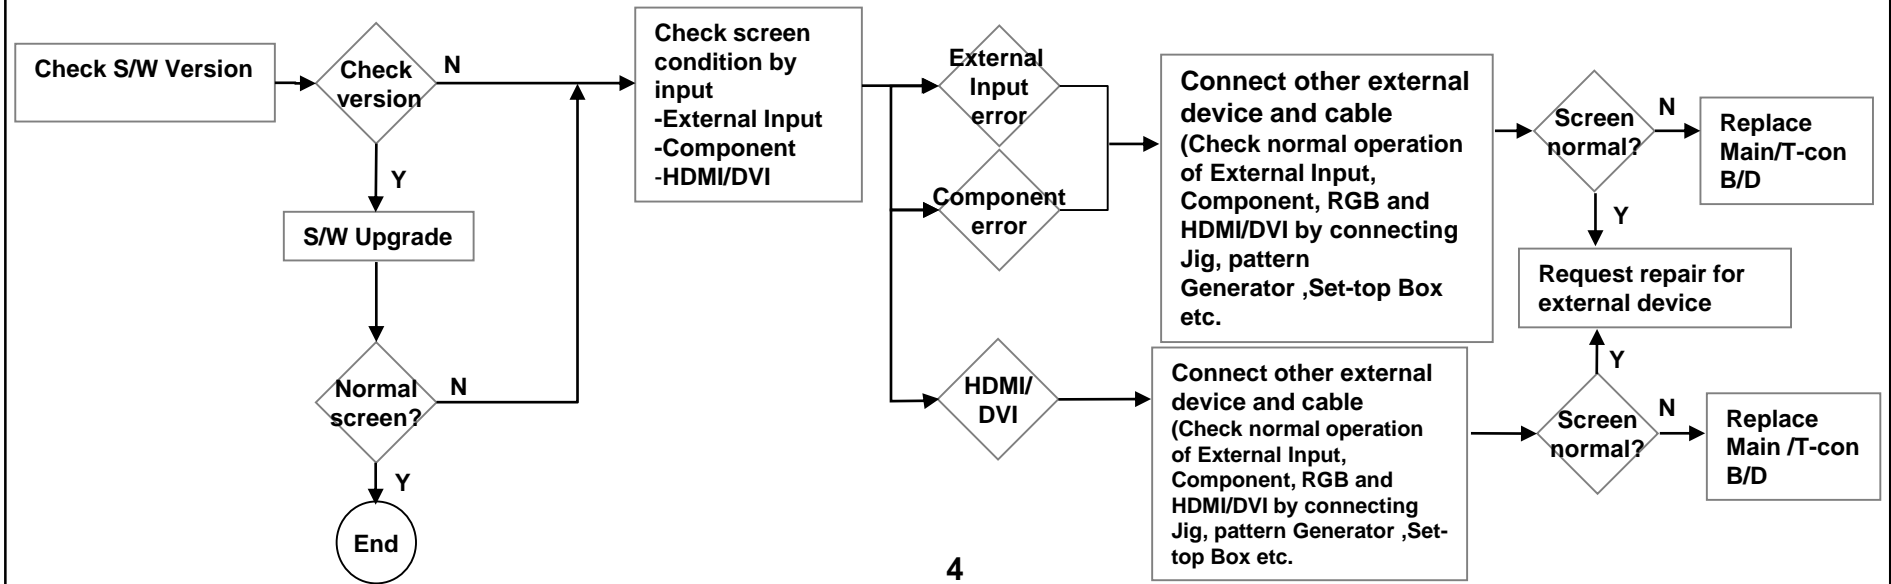 Check S/W Version
Check
version
N
Y
S/W Upgrade
Normal
screen?
N
Y
End
Check screen
condition by
input
-External Input
-Component
-HDMI/DVI
External
Input
error
Component
error
HDMI/
DVI
Connect other external
device and cable
(Check normal operation
of External Input,
Component, RGB and
HDMI/DVI by connecting
Jig, pattern
Generator ,Set-top Box
etc.
Connect other external
device and cable
(Check normal operation
of External Input,
Component, RGB and
HDMI/DVI by connecting
Jig, pattern Generator ,Set-
top Box etc.
Screen
normal?
N
Replace
Main/T-con
B/D
Y
Request repair for
external device
Y
Screen
normal?
N
Replace
Main /T-con
B/D
4